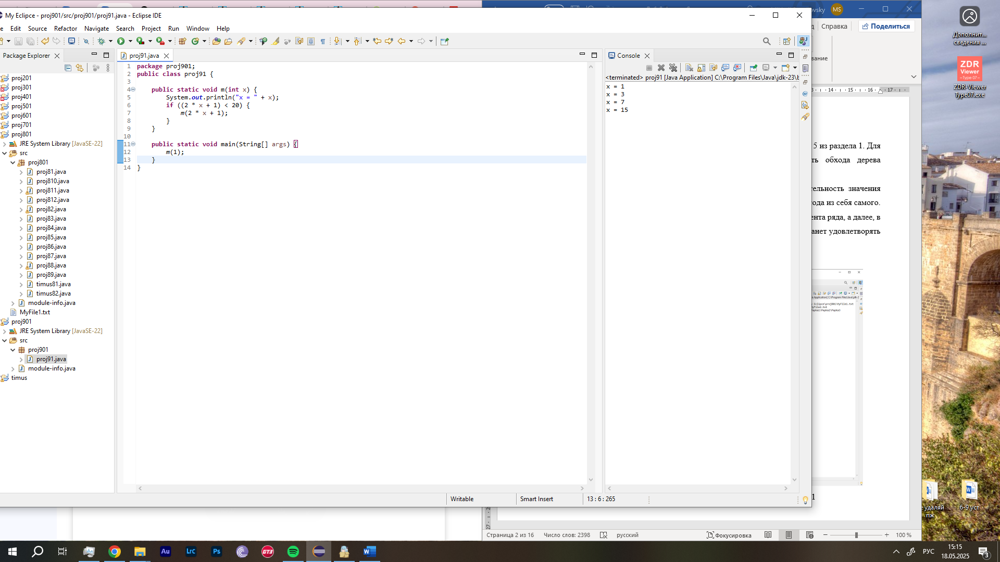 My Eclipce - proj901/src/proj901/proj91.java - Eclipse IDE
Edit Source Refactor Navigate Search Project Run Window Help
Package Explorer
proj201
proj301
proj401
proj501
proj601
proj701
proj801
JRE System Library [JavaSE-22]
src
proj801
proj81.java
proj810.java
proj811.java
proj812.java
proj82.java
proj83.java
proj84.java
proj85.java
proj86.java
proj87.java
proj88.java
proj89.java
timus81.java
timus82.java
module-info.java
MyFile1.txt
proj901
JRE System Library [JavaSE-22]
src
proj901
proj91.java
module-info.java
timus
proj91.java
1 package proj901;
2 public class proj91 {
3
4 public static void m(int x) {
5 System.out.println("x = " + x);
6 if ((2 * x + 1) < 20) {
7 m(2 * x + 1);
8 }
9 }
10
11 public static void main(String[] args) {
12 m(1);
13 }
14 }
Console
<terminated> proj91 [Java Application] C:\Program Files\Java\jdk-23\b
x = 1
x = 3
x = 7
x = 15
Writable Smart Insert 13 : 6 : 265
MS
Справка Поделиться
14 15 16 17
5 из раздела 1. Для
обхода дерева
значения
из себя самого.
ряда, а далее, в
удовлетворять
1
Страница 2 из 16 Число слов: 2398 русский Фокусировка 100 %
Дополнит...
сведения ...
ZDR
Viewer
~Type 07~
ZDR-Viewer
Type07.exe
удаляй
пж
6-9 уст
Au Lrc Ps GT3
РУС
15:15
18.05.2025
3